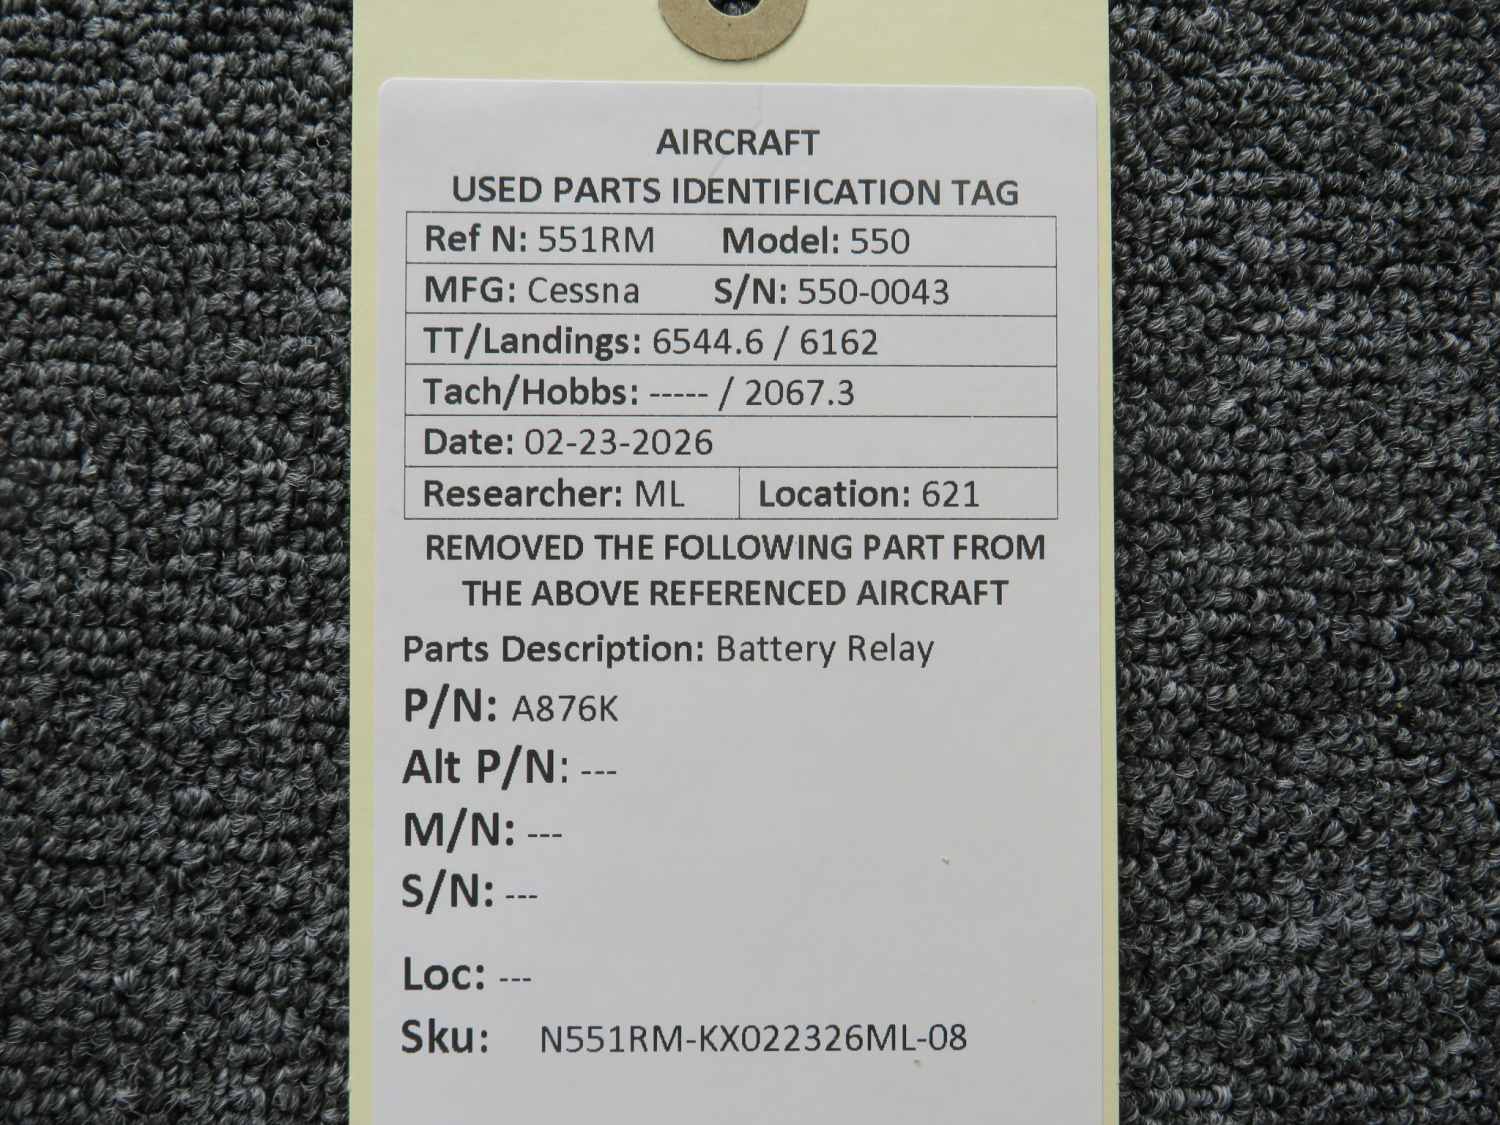 AIRCRAFT
USED PARTS IDENTIFICATION TAG
Ref N: 551RM Model: 550
MFG: Cessna S/N: 550-0043
TT/Landings: 6544.6 / 6162
Tach/Hobbs: ----- / 2067.3
Date: 02-23-2026
Researcher: ML Location: 621
REMOVED THE FOLLOWING PART FROM
THE ABOVE REFERENCED AIRCRAFT
Parts Description: Battery Relay
P/N: A876K
Alt P/N: ---
M/N: ---
S/N: ---
Loc: ---
Sku: N551RM-KX022326ML-08